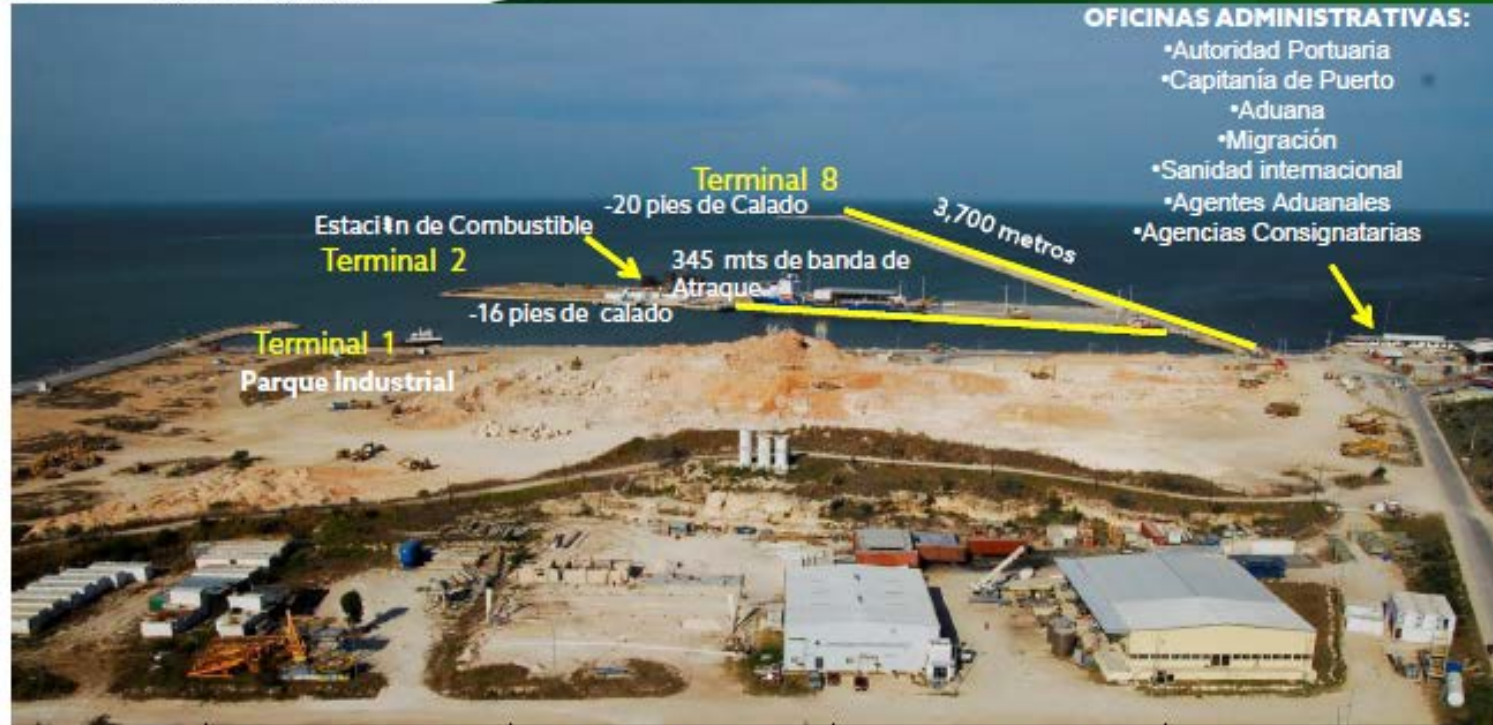 OFICINAS ADMINISTRATIVAS:
•Autoridad Portuaria
•Capitanía de Puerto
•Aduana
•Migración
•Sanidad internacional
•Agentes Aduanales
•Agencias Consignatarias
Terminal 8
-20 pies de Calado
3,700 metros
Estación de Combustible
Terminal 2
345 mts de banda de
Atraque
-16 pies de calado
Terminal 1
Parque Industrial